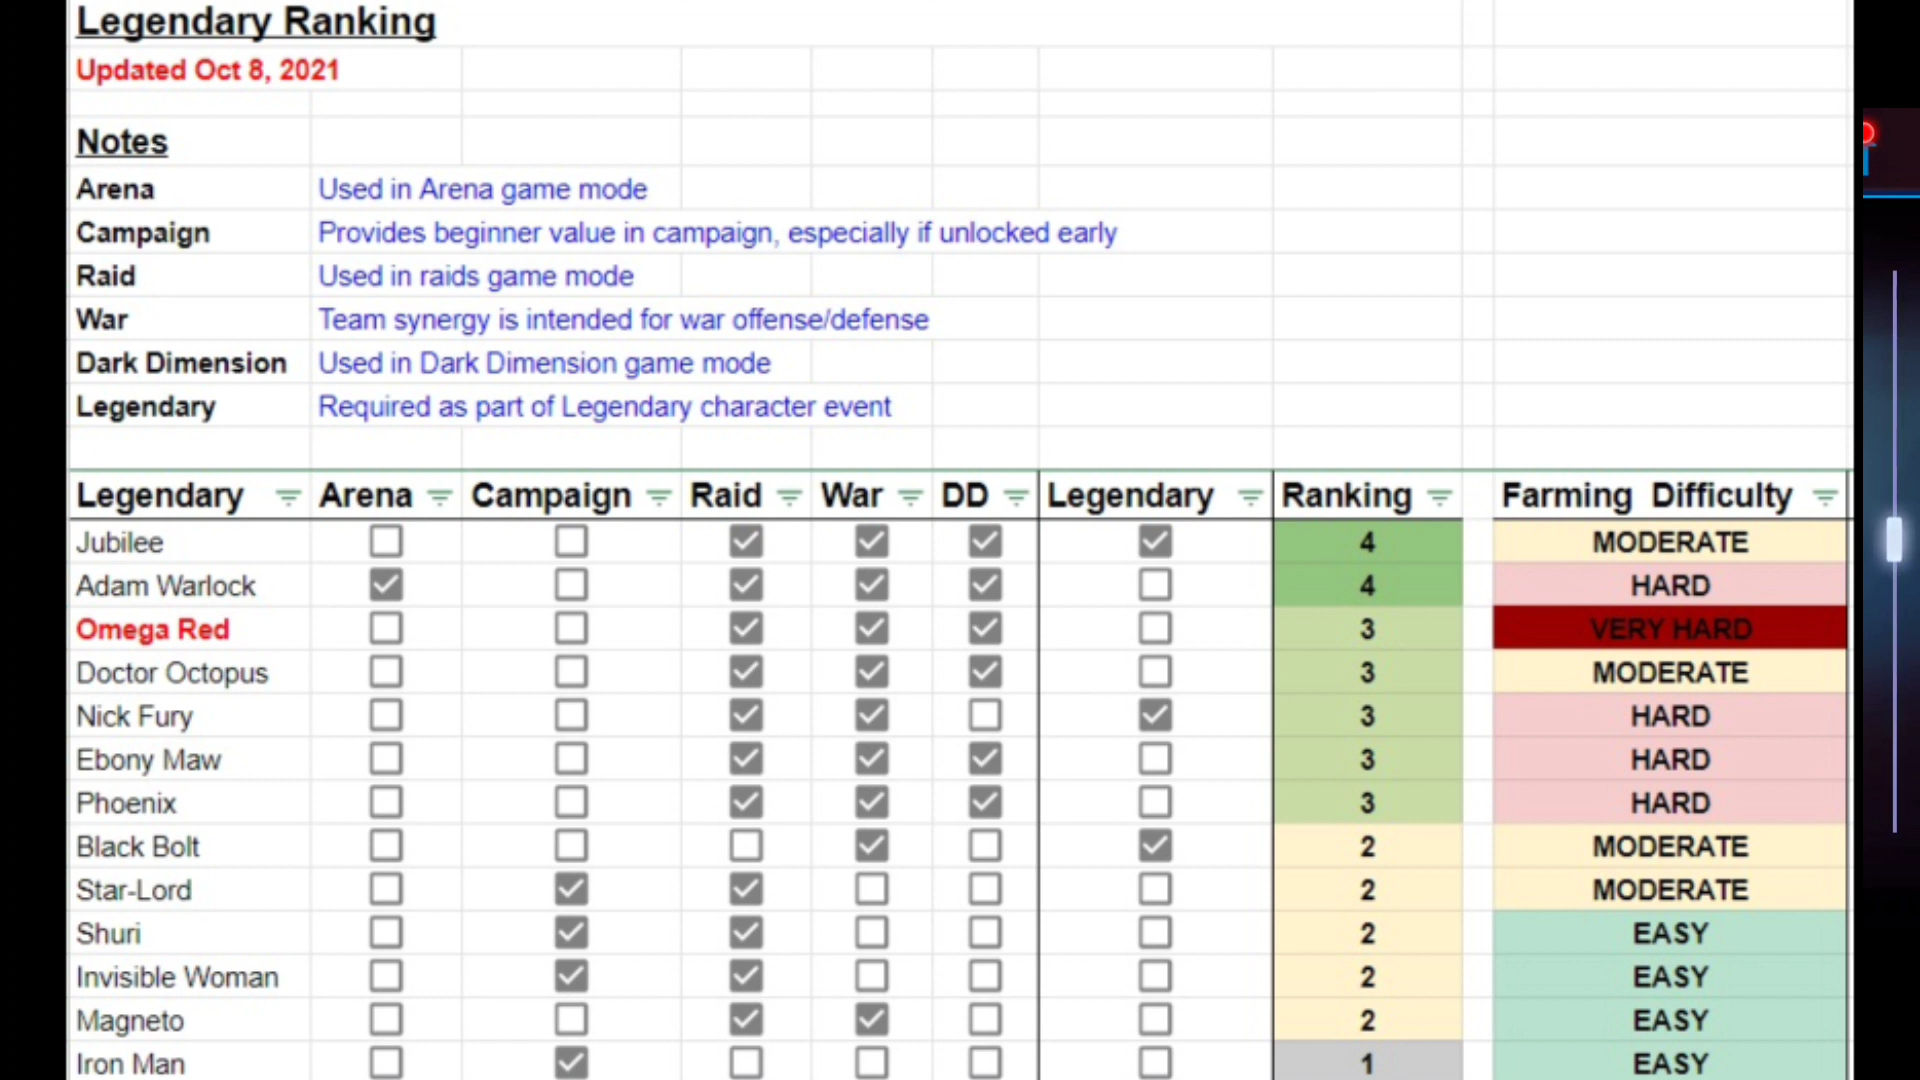 Legendary Ranking
Updated Oct 8, 2021
Notes
Arena Used in Arena game mode
Campaign Provides beginner value in campaign, especially if unlocked early
Raid Used in raids game mode
War Team synergy is intended for war offense/defense
Dark Dimension Used in Dark Dimension game mode
Legendary Required as part of Legendary character event
Legendary Arena Campaign Raid War DD Legendary Ranking Farming Difficulty
Jubilee 4 MODERATE
Adam Warlock 4 HARD
Omega Red 3 VERY HARD
Doctor Octopus 3 MODERATE
Nick Fury 3 HARD
Ebony Maw 3 HARD
Phoenix 3 HARD
Black Bolt 2 MODERATE
Star-Lord 2 MODERATE
Shuri 2 EASY
Invisible Woman 2 EASY
Magneto 2 EASY
Iron Man 1 EASY